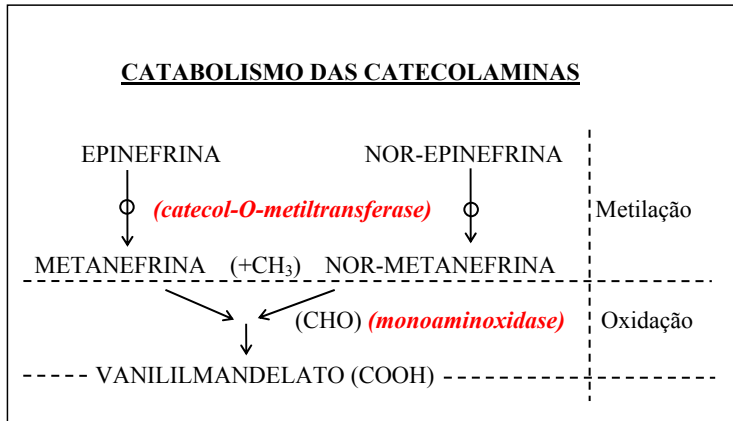 CATABOLISMO DAS CATECOLAMINAS
EPINEFRINA NOR-EPINEFRINA
(catecol-O-metiltransferase) Metilação
METANEFRINA (+CH₃) NOR-METANEFRINA
(CHO) (monoaminoxidase) Oxidação
VANILILMANDELATO (COOH)